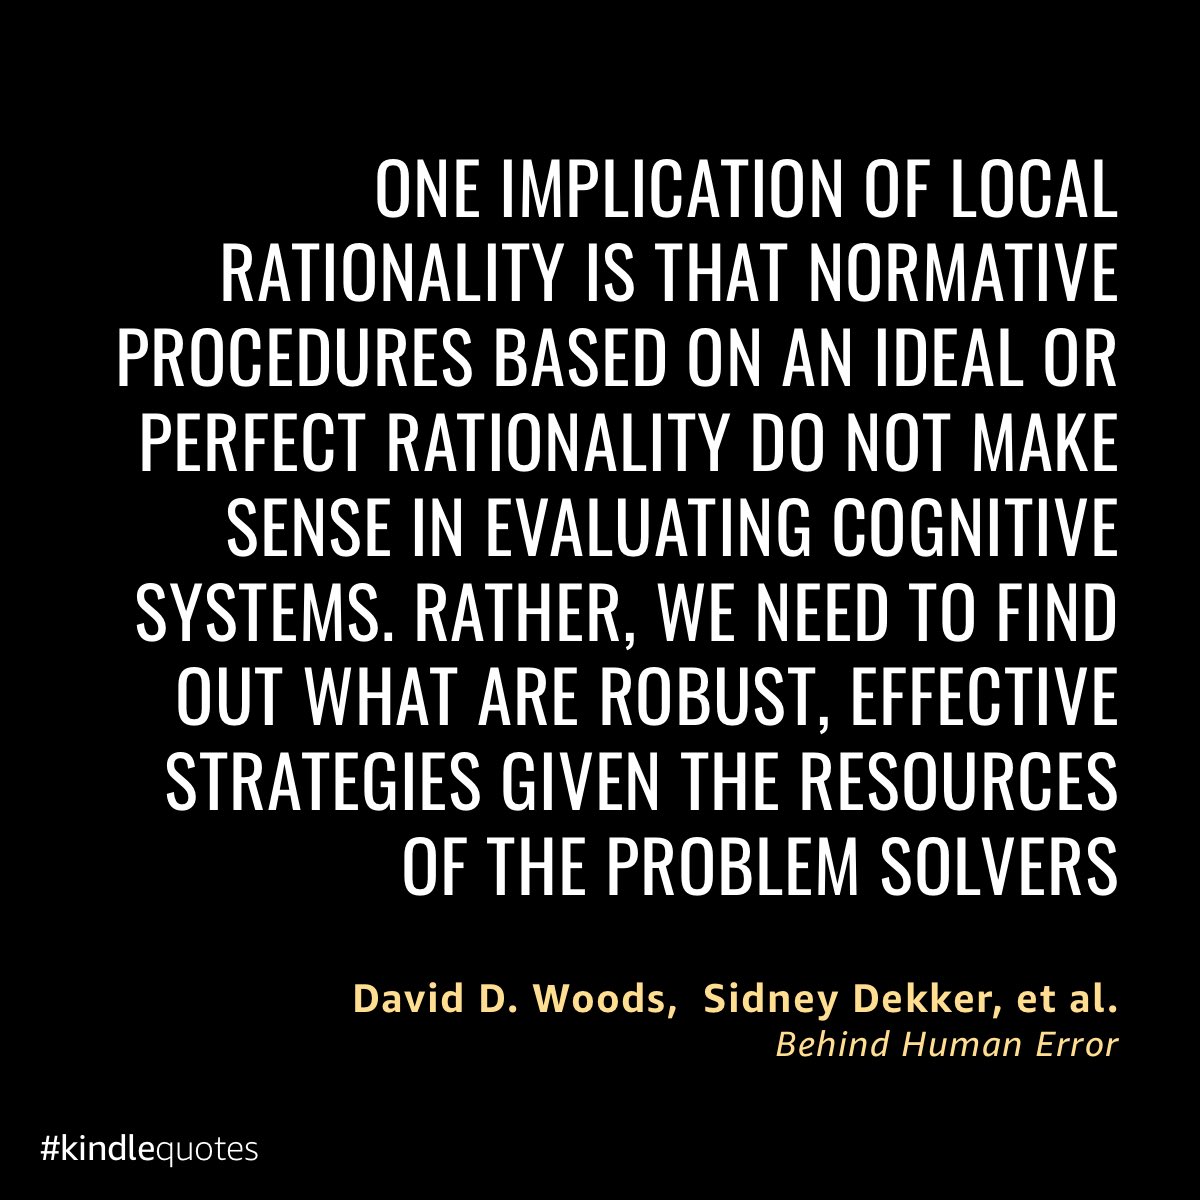 ONE IMPLICATION OF LOCAL
RATIONALITY IS THAT NORMATIVE
PROCEDURES BASED ON AN IDEAL OR
PERFECT RATIONALITY DO NOT MAKE
SENSE IN EVALUATING COGNITIVE
SYSTEMS. RATHER, WE NEED TO FIND
OUT WHAT ARE ROBUST, EFFECTIVE
STRATEGIES GIVEN THE RESOURCES
OF THE PROBLEM SOLVERS
David D. Woods,  Sidney Dekker, et al.
Behind Human Error
#kindlequotes